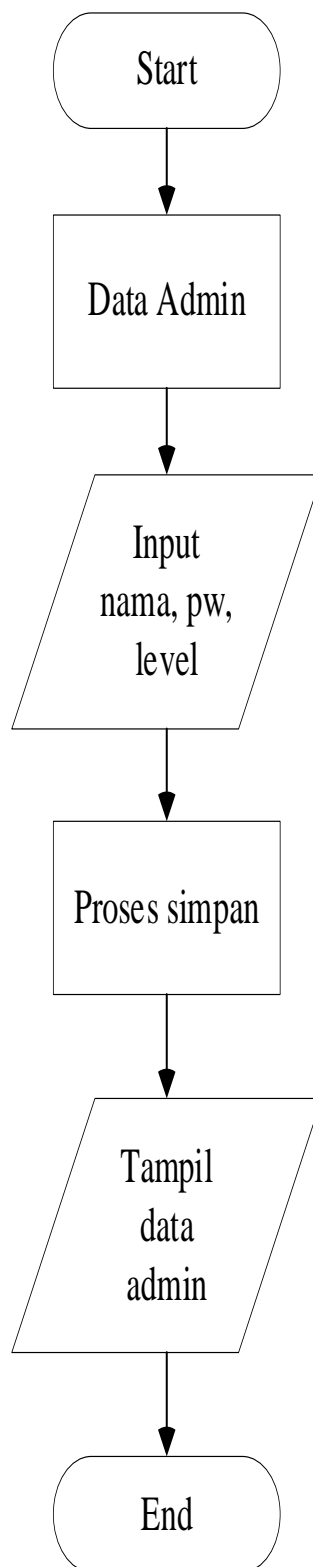 Start
Data Admin
Input
nama, pw,
level
Proses simpan
Tampil
data
admin
End